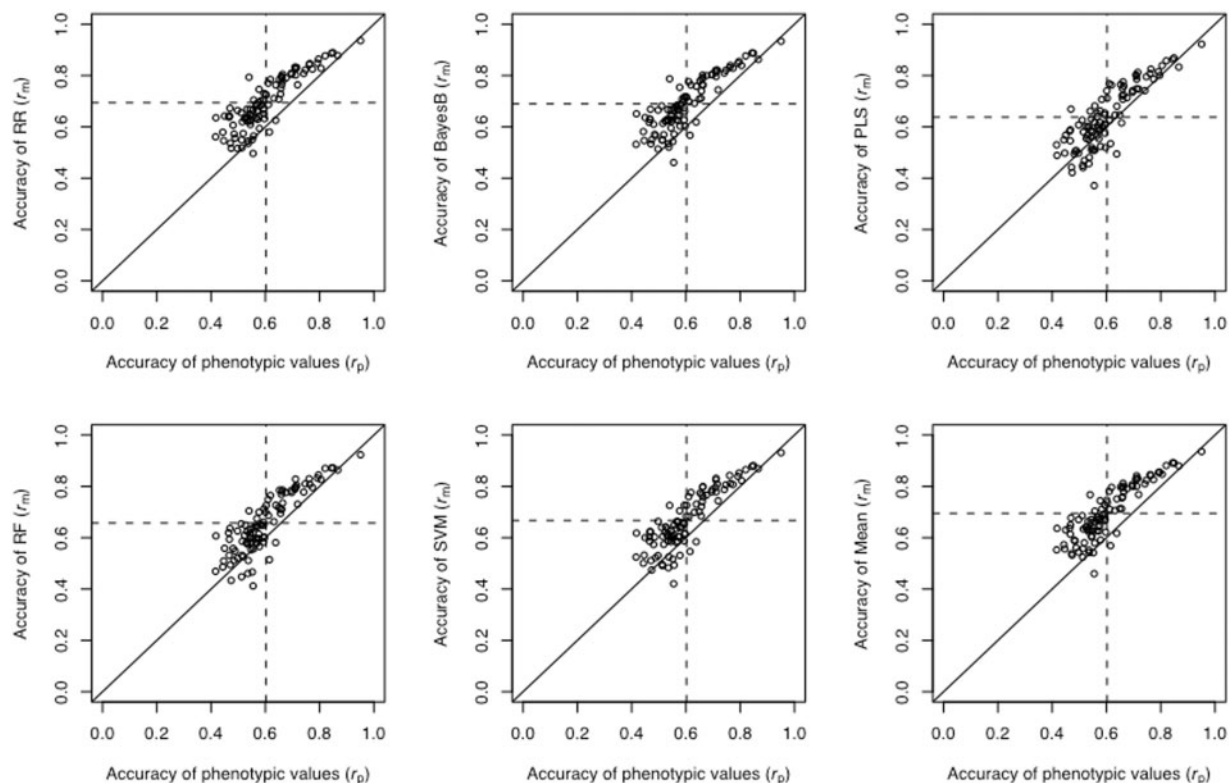 Accuracy of RR (rm)
1.0
0.8
0.6
0.4
0.2
0.0
0.0 0.2 0.4 0.6 0.8 1.0
Accuracy of phenotypic values (rp)
Accuracy of BayesB (rm)
1.0
0.8
0.6
0.4
0.2
0.0
0.0 0.2 0.4 0.6 0.8 1.0
Accuracy of phenotypic values (rp)
Accuracy of PLS (rm)
1.0
0.8
0.6
0.4
0.2
0.0
0.0 0.2 0.4 0.6 0.8 1.0
Accuracy of phenotypic values (rp)
Accuracy of RF (rm)
1.0
0.8
0.6
0.4
0.2
0.0
0.0 0.2 0.4 0.6 0.8 1.0
Accuracy of phenotypic values (rp)
Accuracy of SVM (rm)
1.0
0.8
0.6
0.4
0.2
0.0
0.0 0.2 0.4 0.6 0.8 1.0
Accuracy of phenotypic values (rp)
Accuracy of Mean (rm)
1.0
0.8
0.6
0.4
0.2
0.0
0.0 0.2 0.4 0.6 0.8 1.0
Accuracy of phenotypic values (rp)